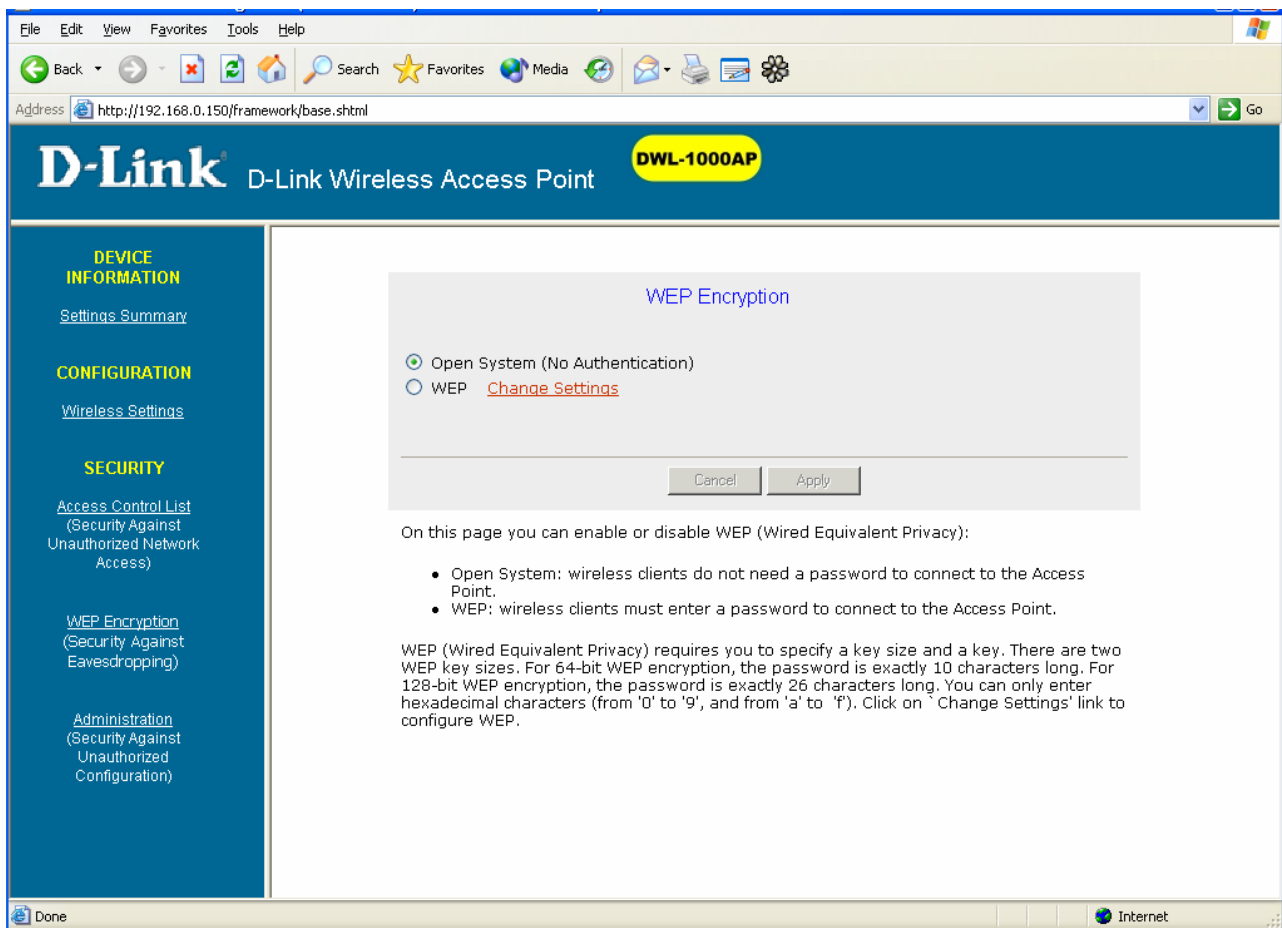 File Edit View Favorites Tools Help
Back Search Favorites Media
Address http://192.168.0.150/framework/base.shtml Go
D-Link D-Link Wireless Access Point DWL-1000AP
DEVICE
INFORMATION
Settings Summary
CONFIGURATION
Wireless Settings
SECURITY
Access Control List
(Security Against
Unauthorized Network
Access)
WEP Encryption
(Security Against
Eavesdropping)
Administration
(Security Against
Unauthorized
Configuration)
WEP Encryption
Open System (No Authentication)
WEP Change Settings
Cancel Apply
On this page you can enable or disable WEP (Wired Equivalent Privacy):
• Open System: wireless clients do not need a password to connect to the Access
Point.
• WEP: wireless clients must enter a password to connect to the Access Point.
WEP (Wired Equivalent Privacy) requires you to specify a key size and a key. There are two
WEP key sizes. For 64-bit WEP encryption, the password is exactly 10 characters long. For
128-bit WEP encryption, the password is exactly 26 characters long. You can only enter
hexadecimal characters (from '0' to '9', and from 'a' to 'f'). Click on `Change Settings' link to
configure WEP.
Done Internet